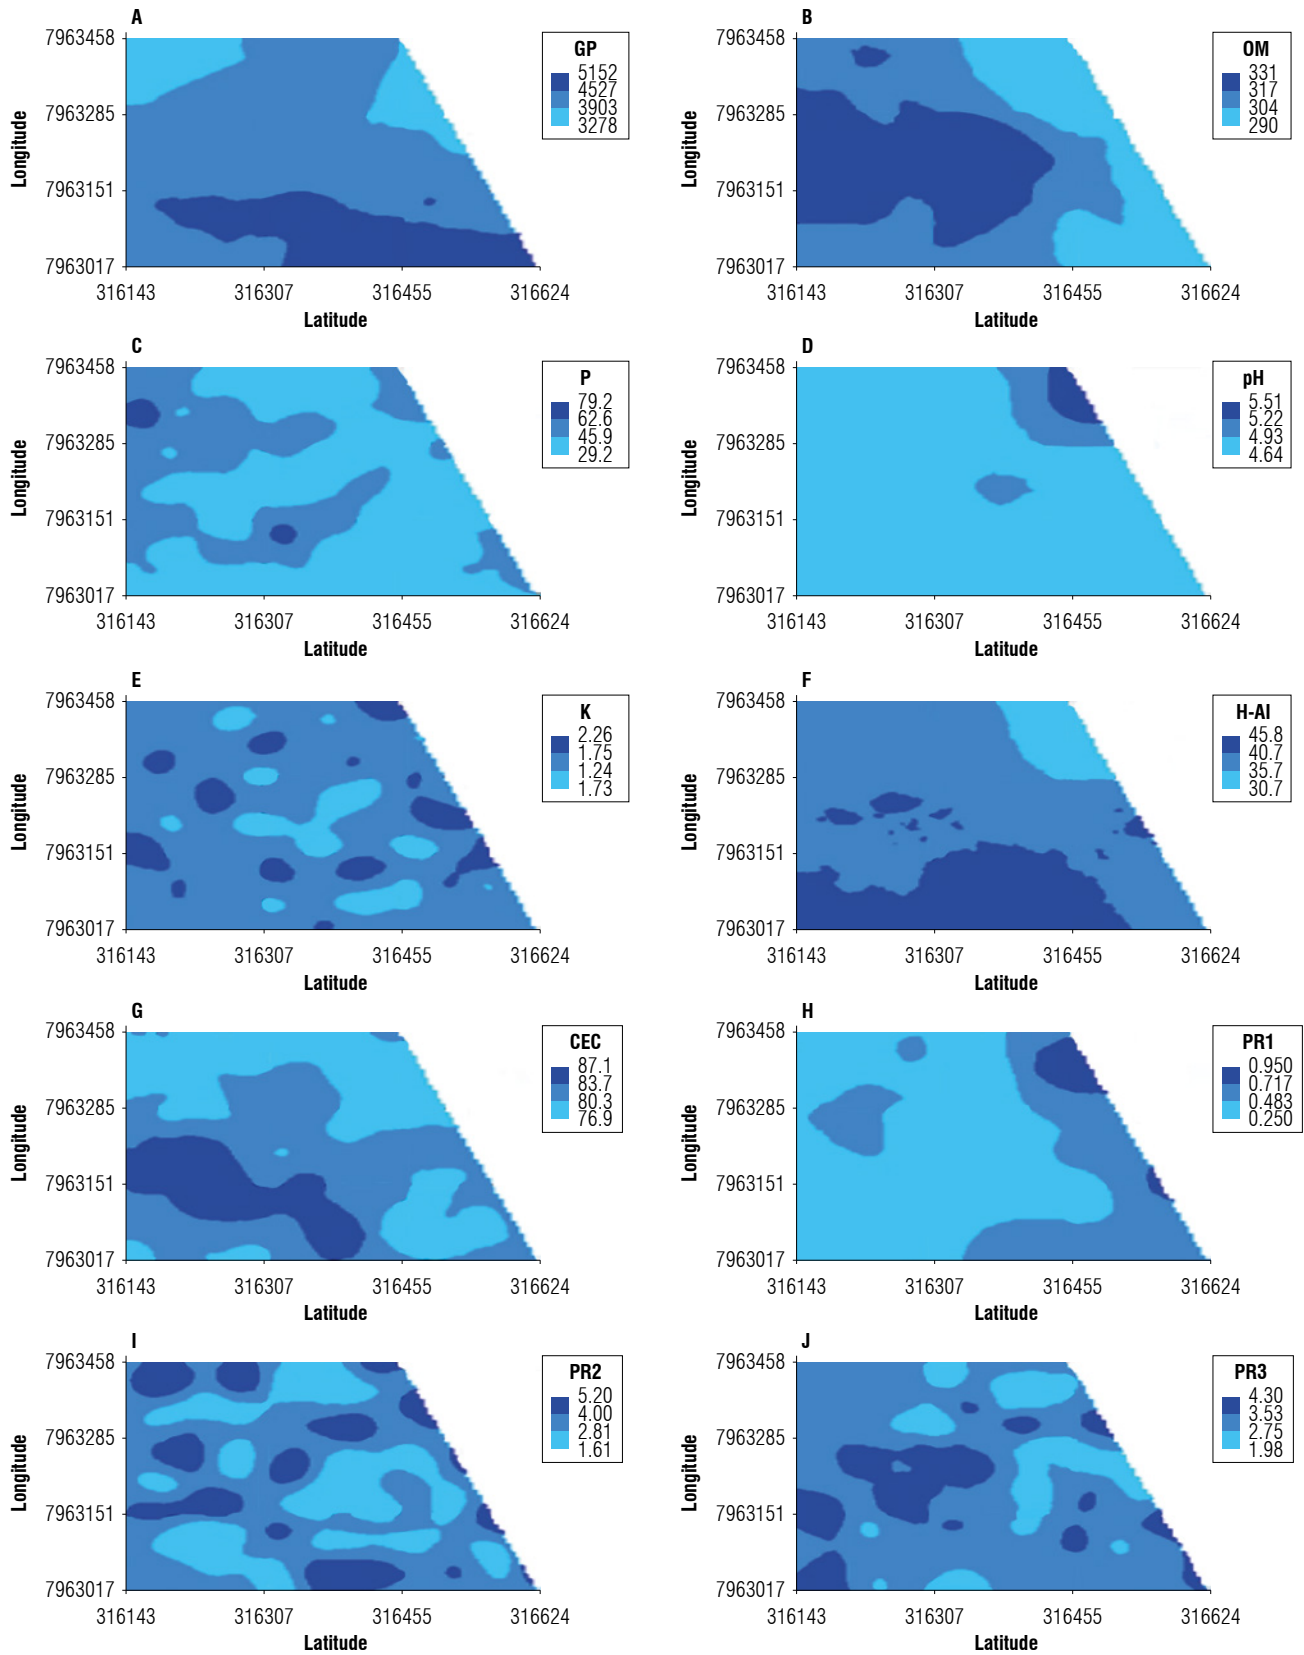 A
7963458
7963285
7963151
7963017
Longitude
316143 316307 316455 316624
Latitude
GP
5152
4527
3903
3278
B
7963458
7963285
7963151
7963017
Longitude
316143 316307 316455 316624
Latitude
OM
331
317
304
290
C
7963458
7963285
7963151
7963017
Longitude
316143 316307 316455 316624
Latitude
P
79.2
62.6
45.9
29.2
D
7963458
7963285
7963151
7963017
Longitude
316143 316307 316455 316624
Latitude
pH
5.51
5.22
4.93
4.64
E
7963458
7963285
7963151
7963017
Longitude
316143 316307 316455 316624
Latitude
K
2.26
1.75
1.24
1.73
F
7963458
7963285
7963151
7963017
Longitude
316143 316307 316455 316624
Latitude
H-Al
45.8
40.7
35.7
30.7
G
7963458
7963285
7963151
7963017
Longitude
316143 316307 316455 316624
Latitude
CEC
87.1
83.7
80.3
76.9
H
7963458
7963285
7963151
7963017
Longitude
316143 316307 316455 316624
Latitude
PR1
0.950
0.717
0.483
0.250
I
7963458
7963285
7963151
7963017
Longitude
316143 316307 316455 316624
Latitude
PR2
5.20
4.00
2.81
1.61
J
7963458
7963285
7963151
7963017
Longitude
316143 316307 316455 316624
Latitude
PR3
4.30
3.53
2.75
1.98